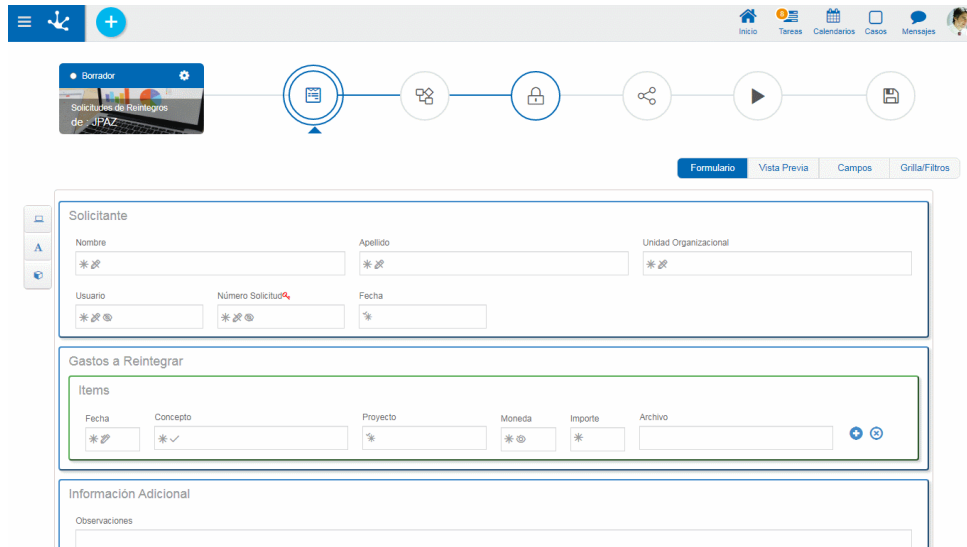 8
Inicio Tareas Calendarios Casos Mensajes
Borrador
Solicitudes de Reintegros
de : JPAZ
Formulario Vista Previa Campos Grilla/Filtros
Solicitante
Nombre Apellido Unidad Organizacional
Usuario Número Solicitud Fecha
A
Gastos a Reintegrar
Items
Fecha Concepto Proyecto Moneda Importe Archivo
Información Adicional
Observaciones